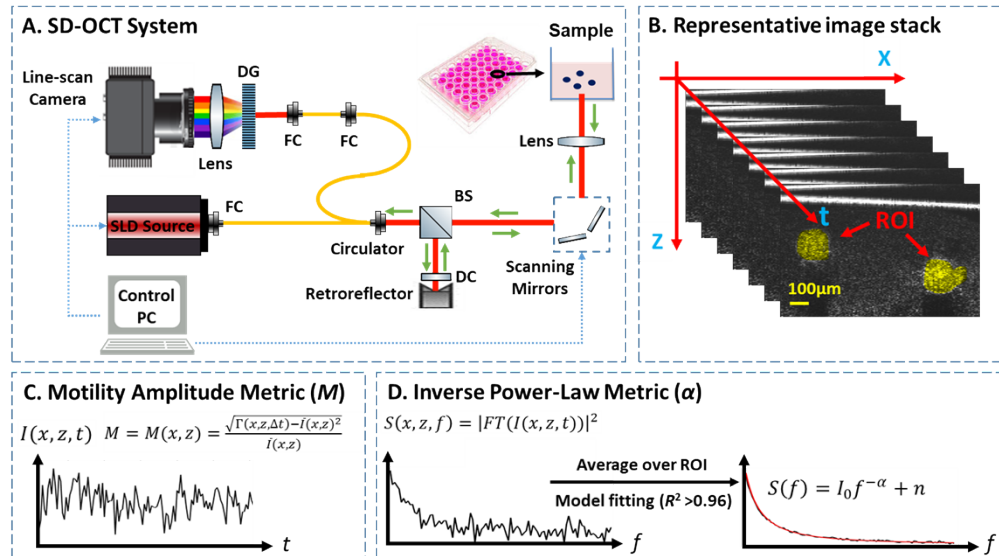 A. SD-OCT System
Line-scan
Camera
DG
Lens
FC
FC
Sample
Lens
SLD Source
FC
Circulator
BS
DC
Retroreflector
Scanning
Mirrors
Control
PC
B. Representative image stack
X
t
Z
ROI
100μm
C. Motility Amplitude Metric (M)
I(x, z, t) M = M(x, z) = √Γ(x,z,Δt)−Ī(x,z)² / Ī(x,z)
t
D. Inverse Power-Law Metric (α)
S(x, z, f) = |FT(I(x, z, t))|²
f
Average over ROI
Model fitting (R² >0.96)
S(f) = I₀f⁻ᵅ + n
f